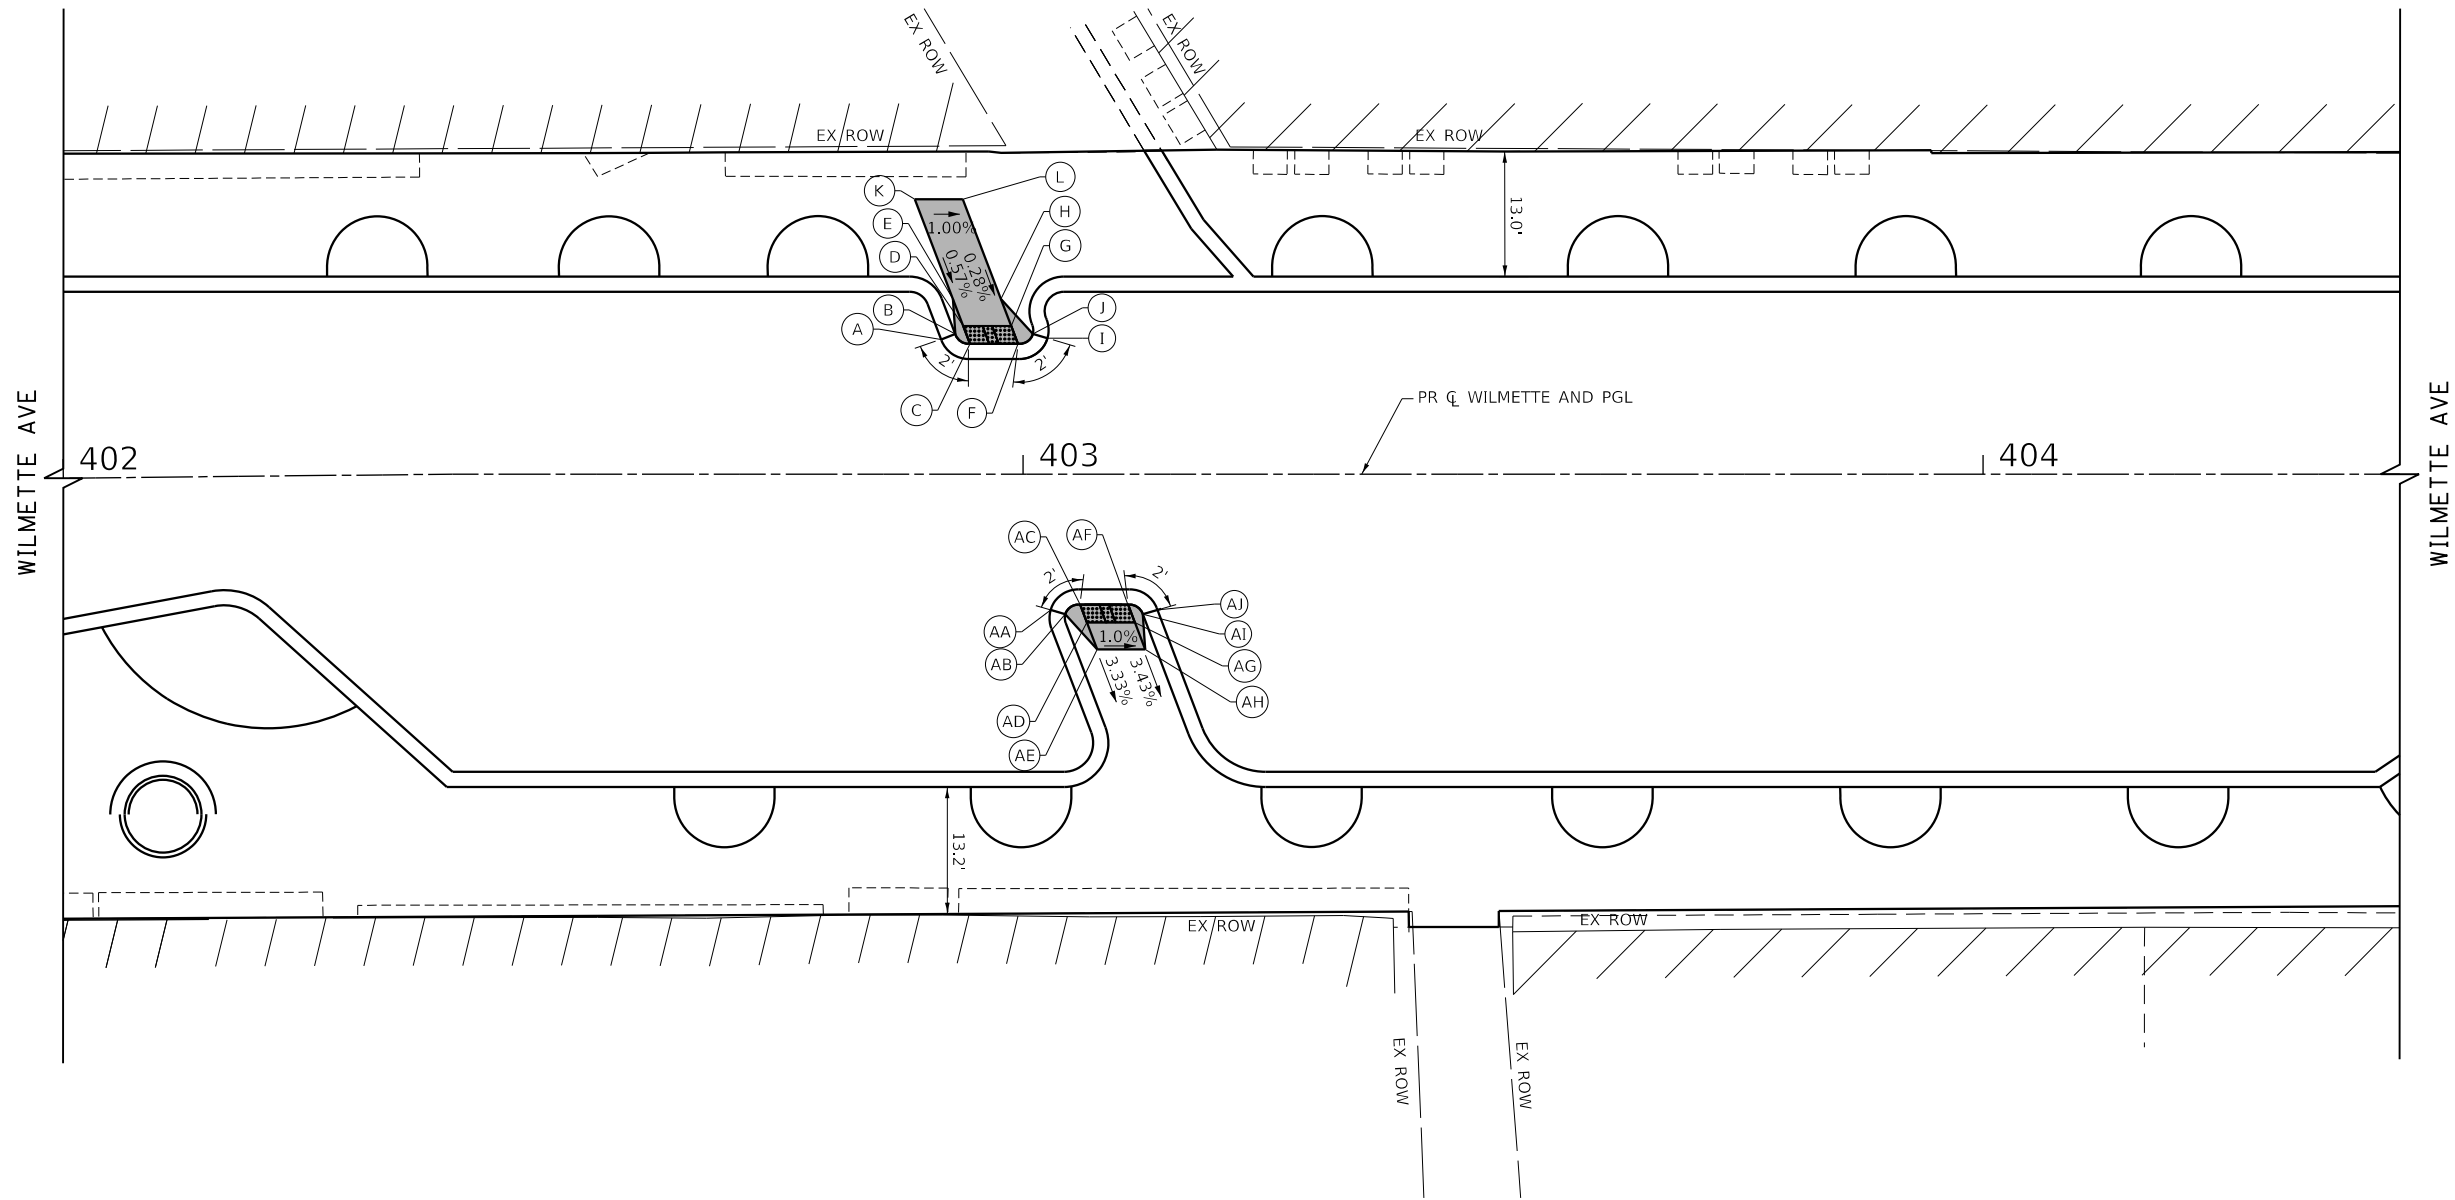 EX ROW
EX ROW
EX ROW
EX ROW
K
L
E
H
1.00%
13.0'
D
G
0.57%
0.28%
B
J
A
I
2'
2'
C
F
PR ℄ WILMETTE AND PGL
WILMETTE AVE
WILMETTE AVE
402
403
404
AC
AF
2'
2'
AJ
AA
AI
1.0%
AB
AG
3.33%
3.43%
AH
AD
AE
13.2'
EX ROW
EX ROW
EX ROW
EX ROW